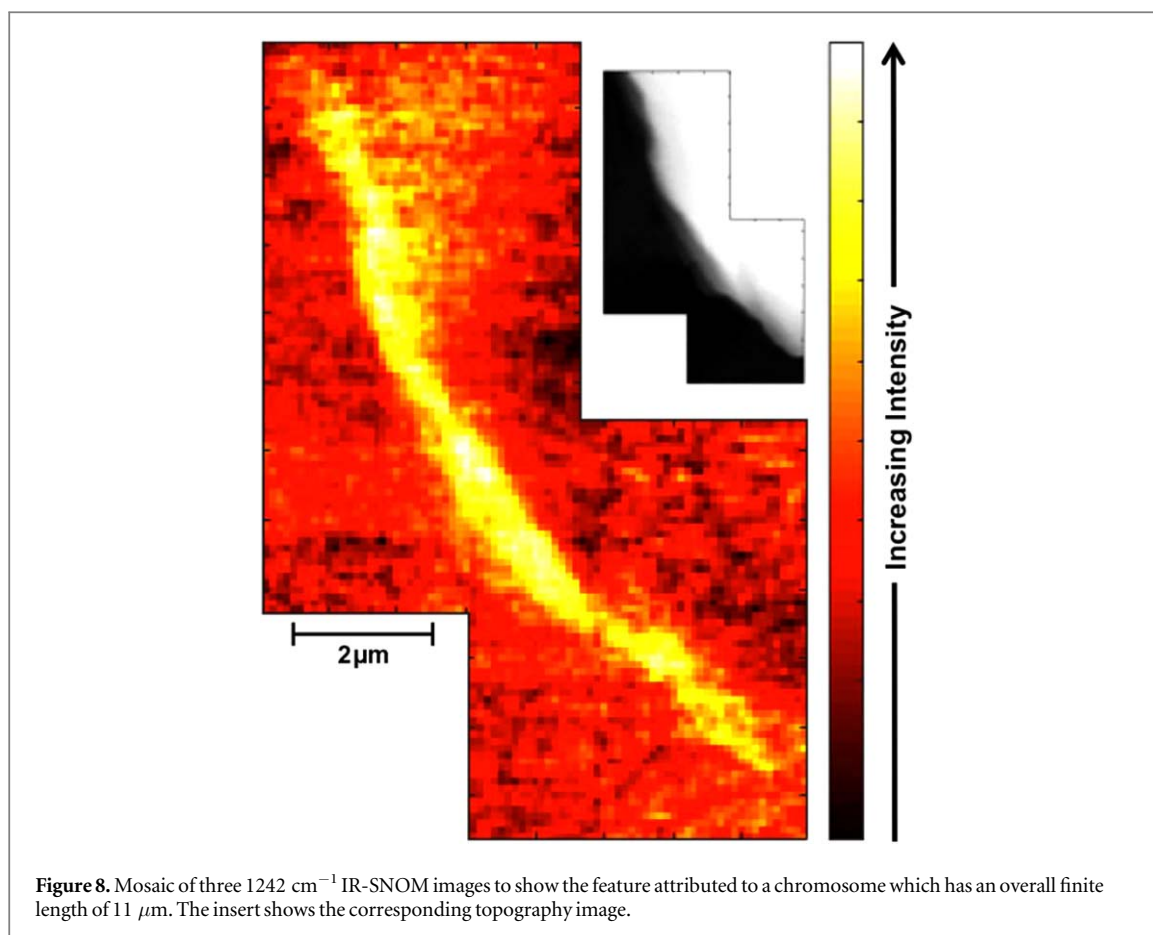 Increasing Intensity
2μm
Figure 8. Mosaic of three 1242 cm⁻¹ IR-SNOM images to show the feature attributed to a chromosome which has an overall finite
length of 11 μm. The insert shows the corresponding topography image.